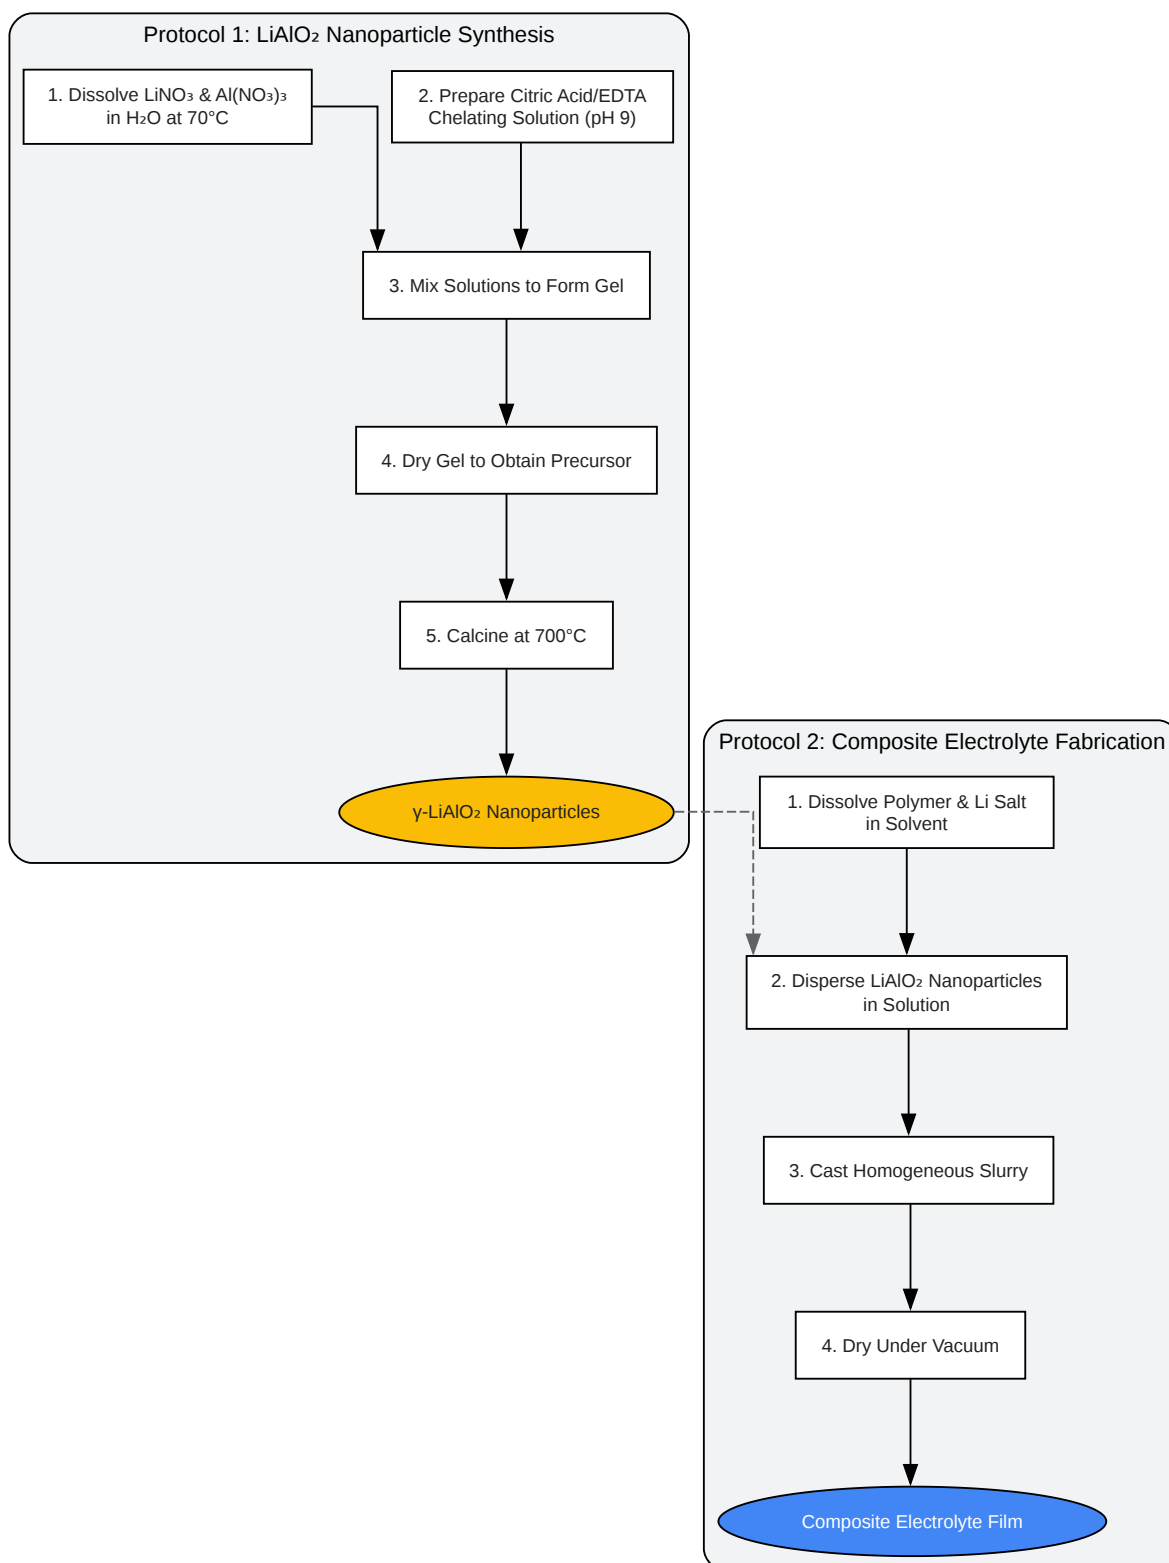 Protocol 1: LiAlO₂ Nanoparticle Synthesis
1. Dissolve LiNO₃ & Al(NO₃)₃
in H₂O at 70°C
2. Prepare Citric Acid/EDTA
Chelating Solution (pH 9)
3. Mix Solutions to Form Gel
4. Dry Gel to Obtain Precursor
5. Calcine at 700°C
γ-LiAlO₂ Nanoparticles
Protocol 2: Composite Electrolyte Fabrication
1. Dissolve Polymer & Li Salt
in Solvent
2. Disperse LiAlO₂ Nanoparticles
in Solution
3. Cast Homogeneous Slurry
4. Dry Under Vacuum
Composite Electrolyte Film